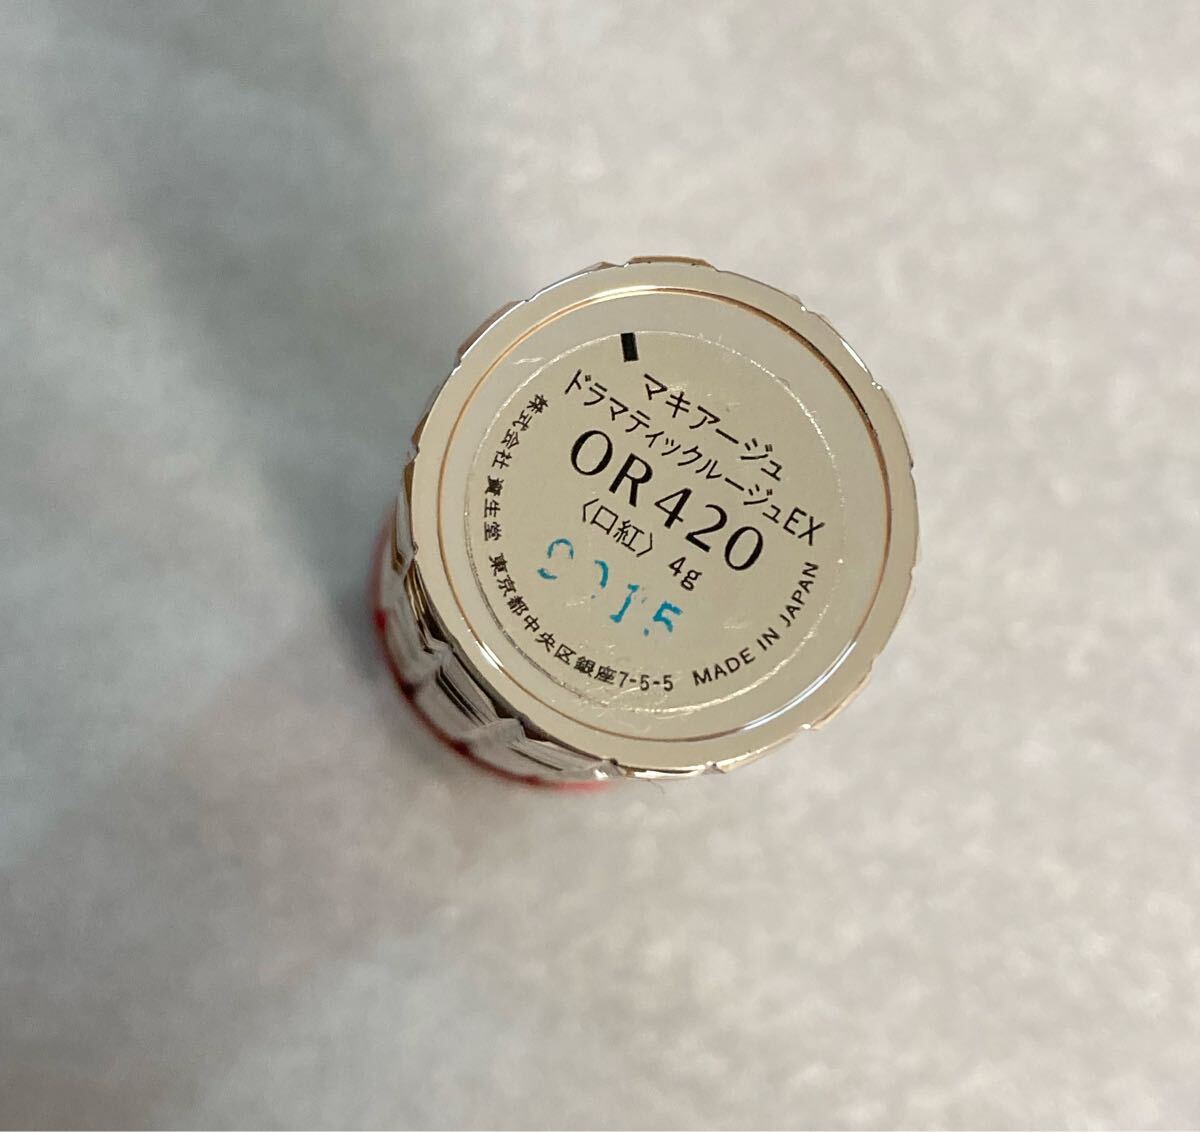 マキアージュ
ドラマティックルージュEX
OR420
〈口紅〉 4g
株式会社 資生堂 東京都中央区銀座7-5-5 MADE IN JAPAN